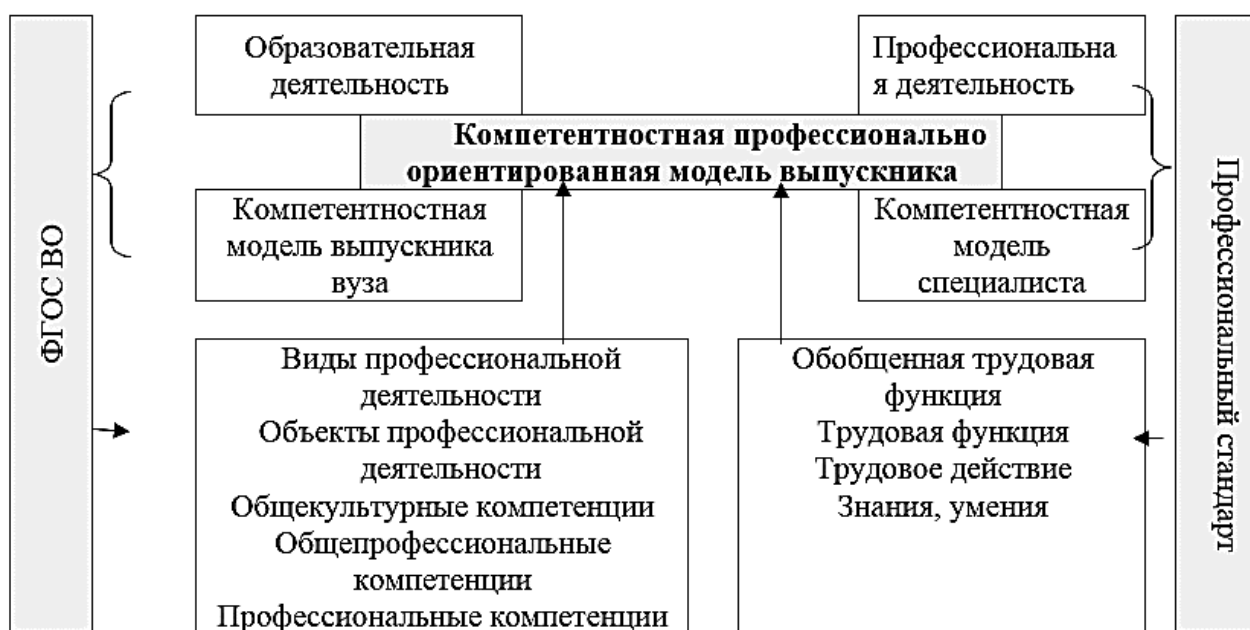 ФГОС ВО
Образовательная
деятельность
Профессиональна
я деятельность
Компетентностная профессионально
ориентированная модель выпускника
Компетентностная
модель выпускника
вуза
Компетентностная
модель
специалиста
Виды профессиональной
деятельности
Объекты профессиональной
деятельности
Общекультурные компетенции
Общепрофессиональные
компетенции
Профессиональные компетенции
Обобщенная трудовая
функция
Трудовая функция
Трудовое действие
Знания, умения
Профессиональный стандарт